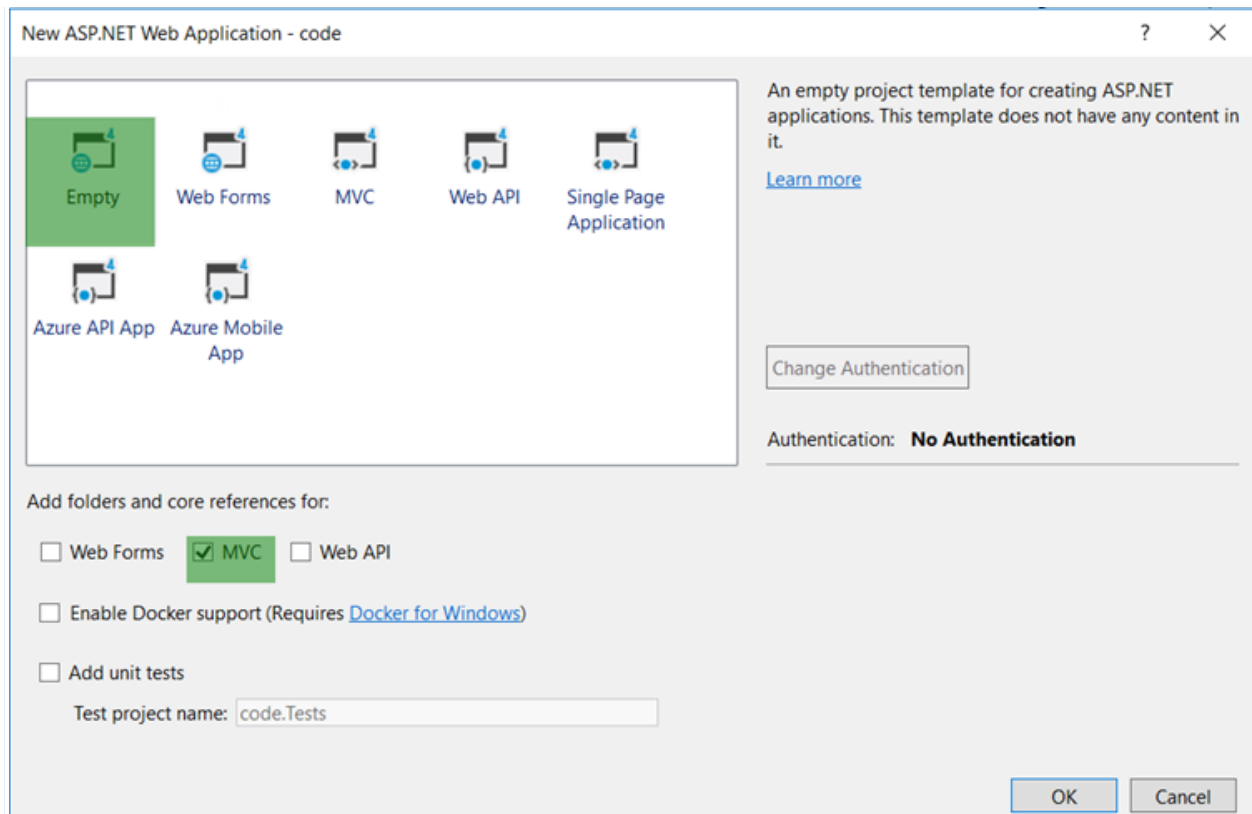 New ASP.NET Web Application - code
?
An empty project template for creating ASP.NET
applications. This template does not have any content in
it.
Learn more
4
4
4
4
4
Empty
Web Forms
MVC
Web API
Single Page
Application
4
4
Azure API App
Azure Mobile
App
Change Authentication
Authentication: No Authentication
Add folders and core references for:
Web Forms
MVC
Web API
Enable Docker support (Requires Docker for Windows)
Add unit tests
Test project name: code.Tests
OK
Cancel